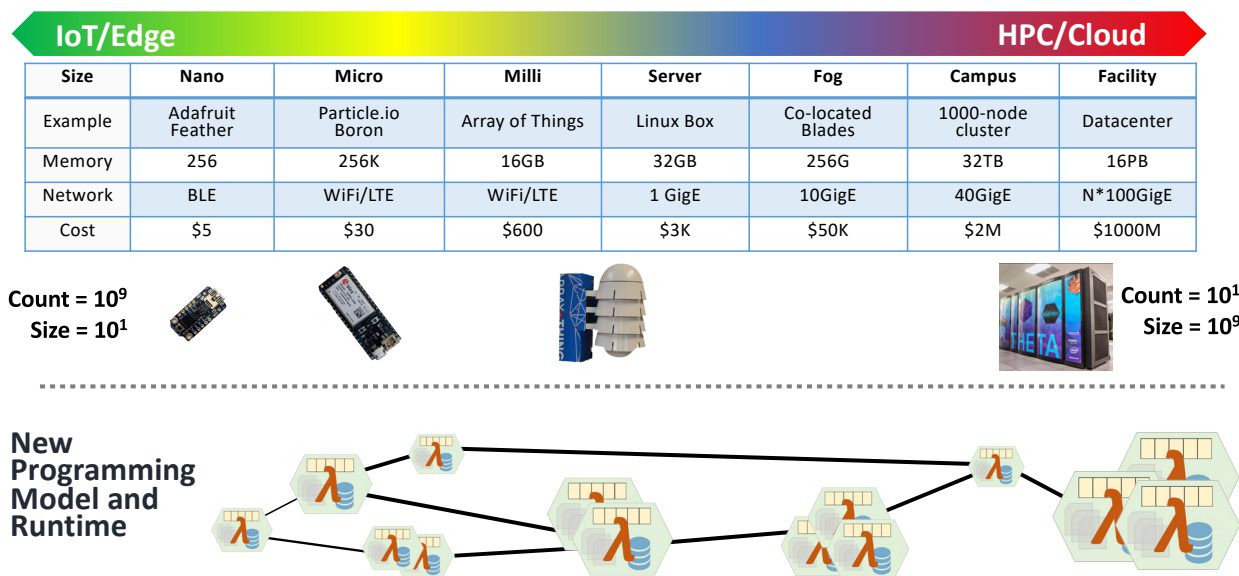 IoT/Edge HPC/Cloud
Size Nano Micro Milli Server Fog Campus Facility
Example Adafruit Feather Particle.io Boron Array of Things Linux Box Co-located Blades 1000-node cluster Datacenter
Memory 256 256K 16GB 32GB 256G 32TB 16PB
Network BLE WiFi/LTE WiFi/LTE 1 GigE 10GigE 40GigE N*100GigE
Cost $5 $30 $600 $3K $50K $2M $1000M
Count = 10⁹
Size = 10¹
THETA
Count = 10¹
Size = 10⁹
New
Programming
Model and
Runtime
λ
λ
λ
λ
λ
λ
λ
λ
λ
λ
λ
λ
λ
λ